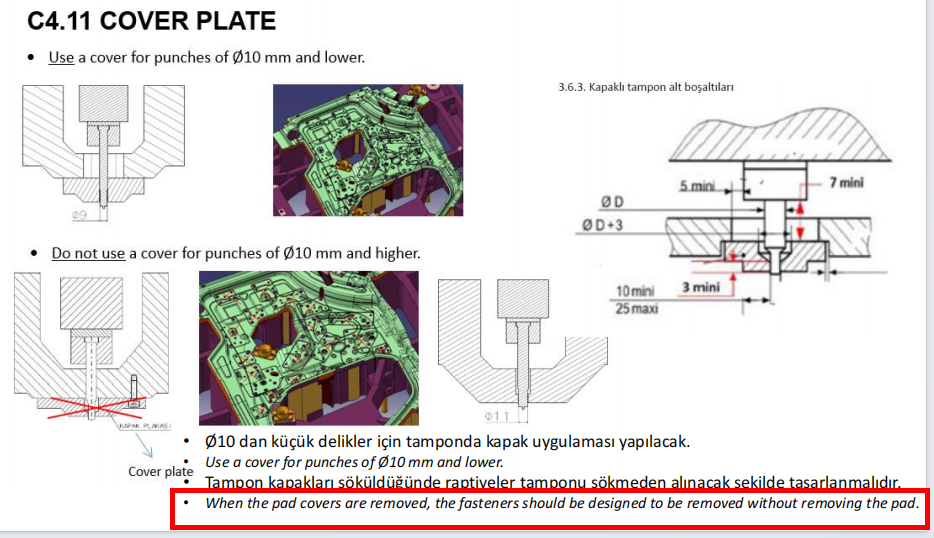 C4.11 COVER PLATE
• Use a cover for punches of Ø10 mm and lower.
3.6.3. Kapaklı tampon alt boşaltıları
5 mini
7 mini
ØD
ØD+3
3 mini
10 mini
25 maxi
Ø9
• Do not use a cover for punches of Ø10 mm and higher.
KAPAK PLAKASI
Ø11
Cover plate
• Ø10 dan küçük delikler için tamponda kapak uygulaması yapılacak.
• Use a cover for punches of Ø10 mm and lower.
• Tampon kapakları söküldüğünde raptiyeler tamponu sökmeden alınacak şekilde tasarlanmalıdır.
• When the pad covers are removed, the fasteners should be designed to be removed without removing the pad.